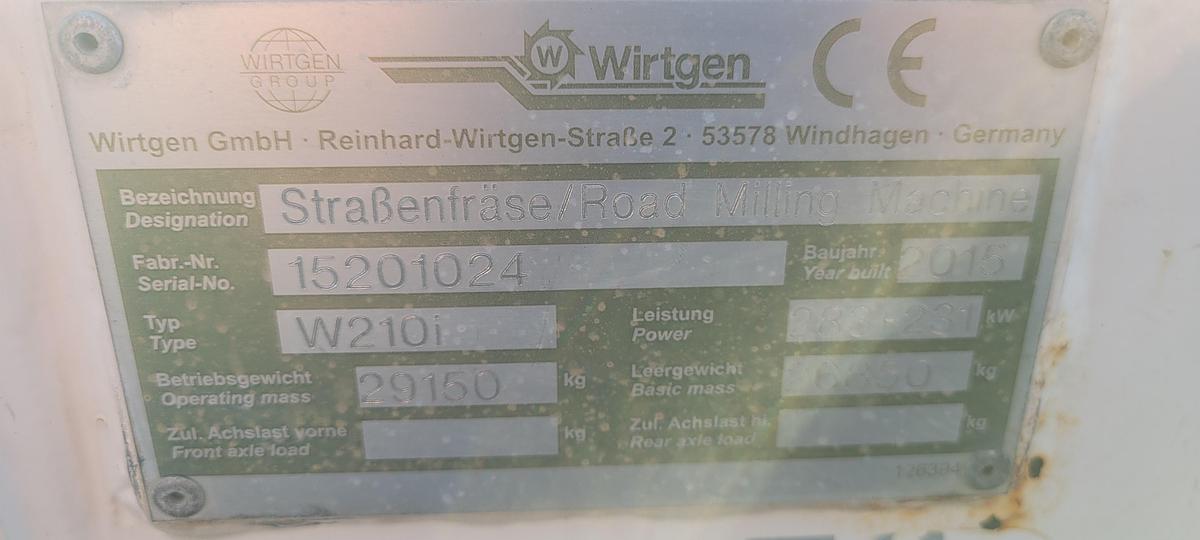 WIRTGEN
GROUP
W Wirtgen
CE
Wirtgen GmbH · Reinhard-Wirtgen-Straße 2 · 53578 Windhagen · Germany
Bezeichnung
Designation
Straßenfräse/Road Milling Machine
Fabr.-Nr.
Serial-No.
15201024
Baujahr
Year built
2015
Typ
Type
W210i
Leistung
Power
kW
Betriebsgewicht
Operating mass
29150 kg
Leergewicht
Basic mass
kg
Zul. Achslast vorne
Front axle load
kg
Zul. Achslast hi.
Rear axle load
kg